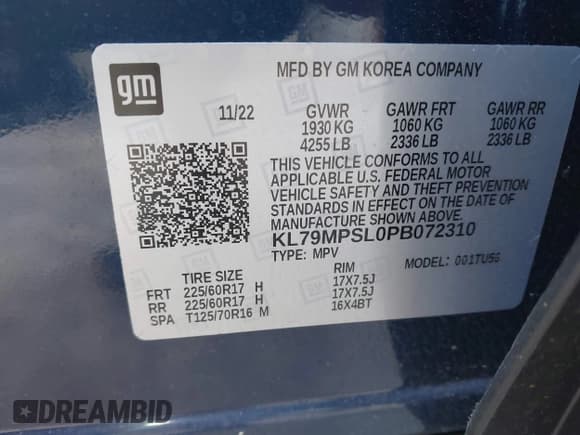 gm
MFD BY GM KOREA COMPANY
11/22 GVWR GAWR FRT GAWR RR
1930 KG 1060 KG 1060 KG
4255 LB 2336 LB 2336 LB
THIS VEHICLE CONFORMS TO ALL
APPLICABLE U.S. FEDERAL MOTOR
VEHICLE SAFETY AND THEFT PREVENTION
STANDARDS IN EFFECT ON THE DATE OF
MANUFACTURE SHOWN ABOVE.
KL79MPSL0PB072310
TYPE: MPV MODEL: 001TU56
TIRE SIZE RIM
FRT 225/60R17 H 17X7.5J
RR 225/60R17 H 17X7.5J
SPA T125/70R16 M 16X4BT
DREAMBID